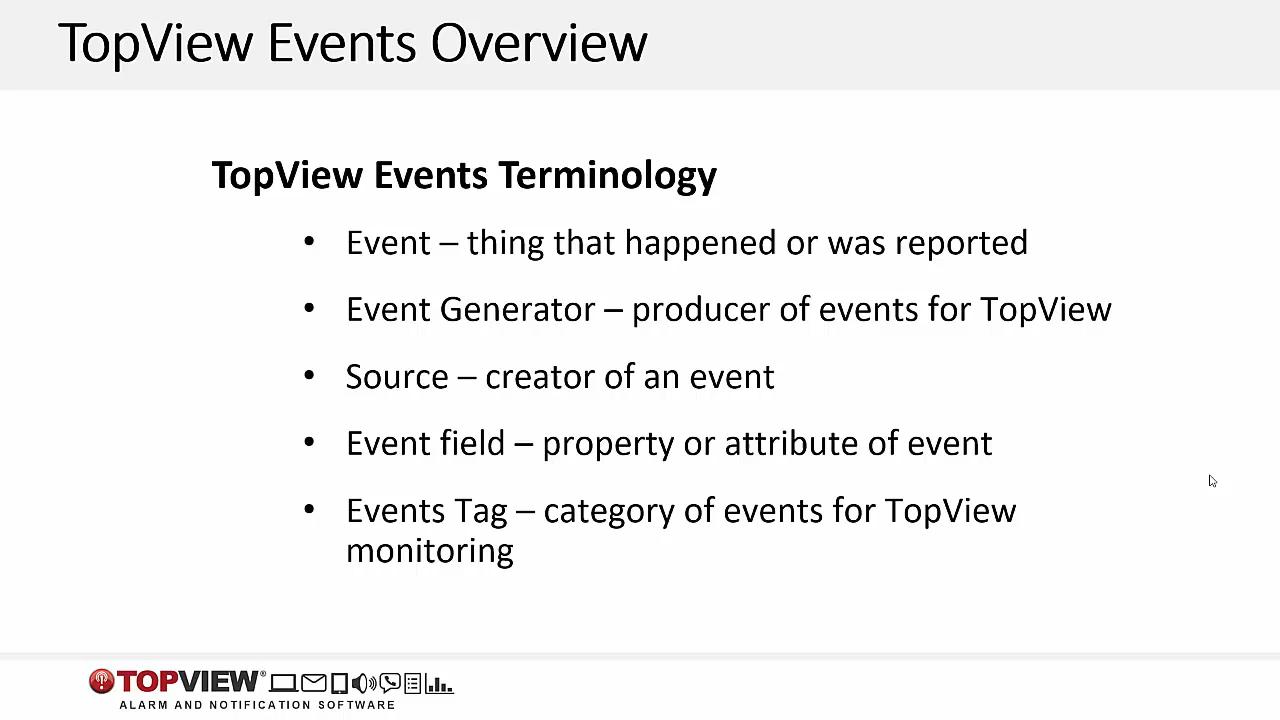 TopView Events Overview
TopView Events Terminology
• Event – thing that happened or was reported
• Event Generator – producer of events for TopView
• Source – creator of an event
• Event field – property or attribute of event
• Events Tag – category of events for TopView
monitoring
TOPVIEW®
ALARM AND NOTIFICATION SOFTWARE